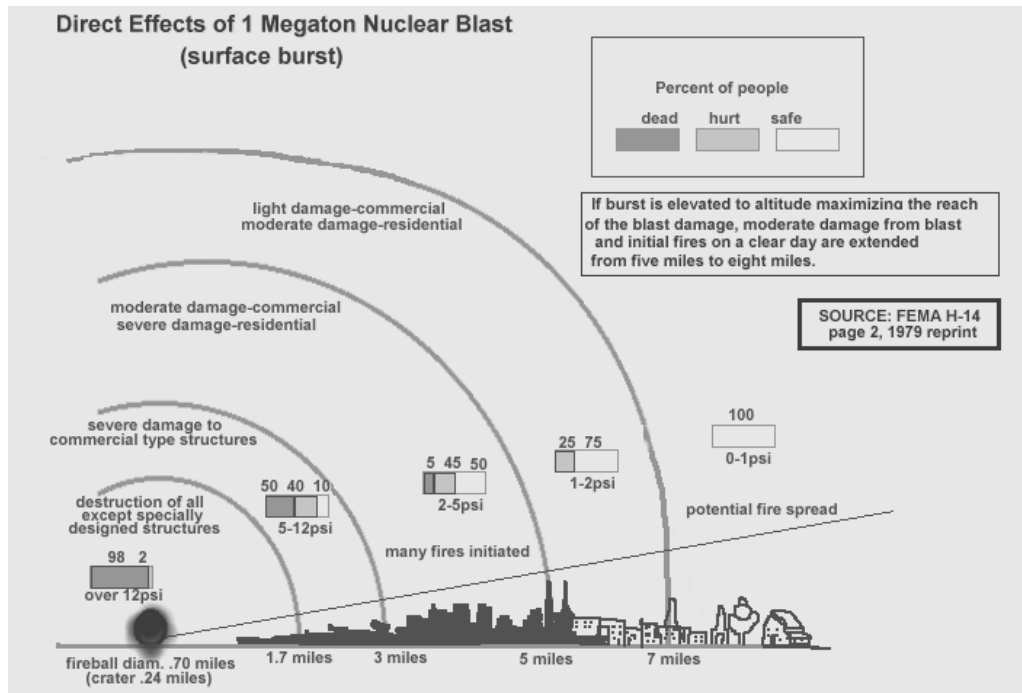 Direct Effects of 1 Megaton Nuclear Blast
(surface burst)
Percent of people
dead hurt safe
If burst is elevated to altitude maximizing the reach
of the blast damage, moderate damage from blast
and initial fires on a clear day are extended
from five miles to eight miles.
SOURCE: FEMA H-14
page 2, 1979 reprint
light damage-commercial
moderate damage-residential
moderate damage-commercial
severe damage-residential
severe damage to
commercial type structures
destruction of all
except specially
designed structures
98 2
over 12psi
50 40 10
5-12psi
5 45 50
2-5psi
25 75
1-2psi
100
0-1psi
many fires initiated
potential fire spread
fireball diam. .70 miles
(crater .24 miles)
1.7 miles
3 miles
5 miles
7 miles